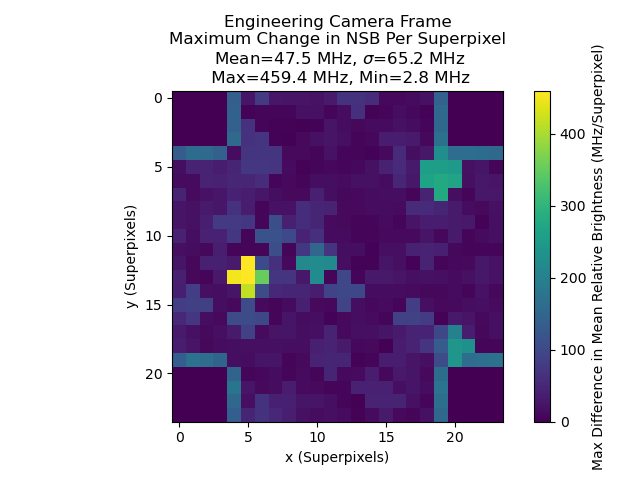 Engineering Camera Frame
Maximum Change in NSB Per Superpixel
Mean=47.5 MHz, σ=65.2 MHz
Max=459.4 MHz, Min=2.8 MHz
0
5
10
15
20
y (Superpixels)
0
5
10
15
20
x (Superpixels)
400
300
200
100
0
Max Difference in Mean Relative Brightness (MHz/Superpixel)